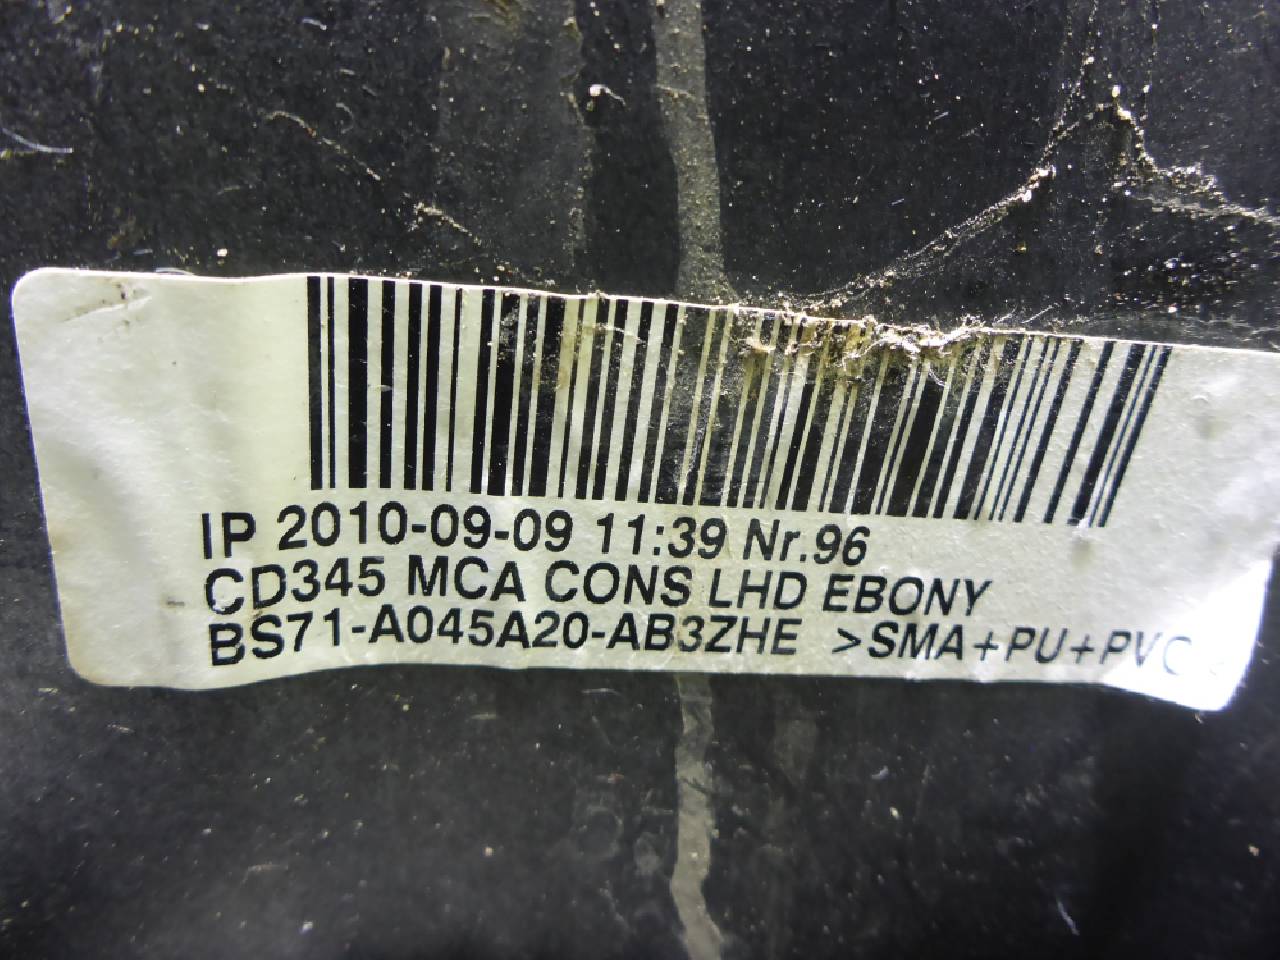 IP 2010-09-09 11:39 Nr.96
CD345 MCA CONS LHD EBONY
BS71-A045A20-AB3ZHE >SMA+PU+PVC